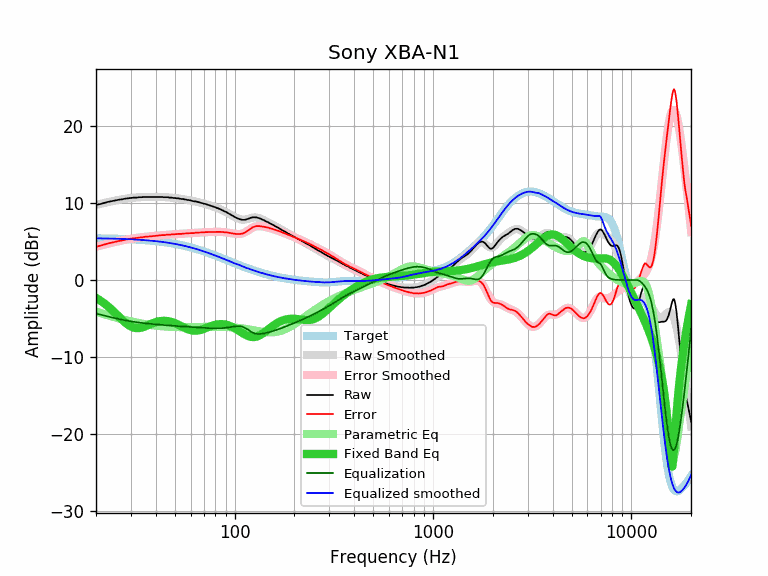 Sony XBA-N1
20
10
0
−10
−20
−30
Amplitude (dBr)
Target
Raw Smoothed
Error Smoothed
Raw
Error
Parametric Eq
Fixed Band Eq
Equalization
Equalized smoothed
100
1000
10000
Frequency (Hz)